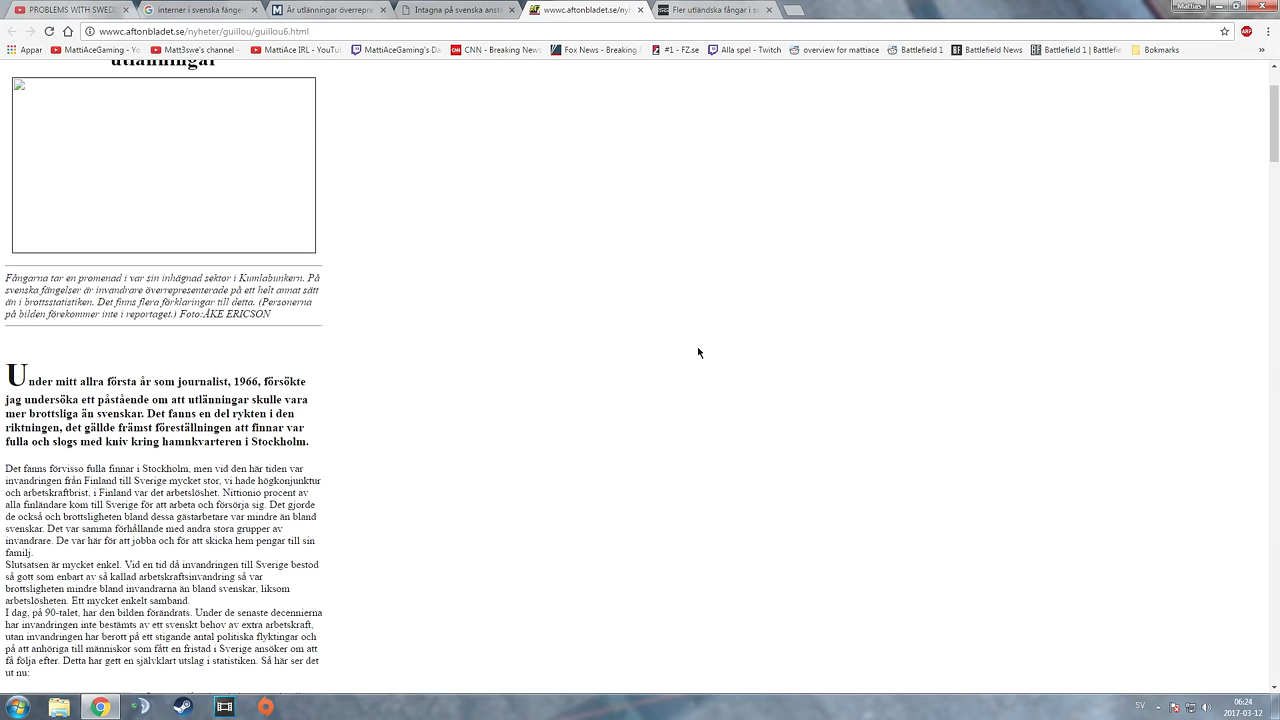 PROBLEMS WITH SWED
interner i svenska fängel
Är utlänningar överrepre
Intagna på svenska ansta
wwwc.aftonbladet.se/ny
Fler utländska fångar i sv
Mattias
wwwc.aftonbladet.se/nyheter/guillou/guillou6.html
Appar
MattiAceGaming - Yo
Matt3swe's channel -
MattiAce IRL - YouTu
MattiAceGaming's Da
CNN - Breaking New
Fox News - Breaking
#1 - FZ.se
Alla spel - Twitch
overview for mattiace
Battlefield 1
Battlefield News
Battlefield 1 | Battlefie
Bokmärks
»
utlänningar
Fångarna tar en promenad i var sin inhägnad sektor i Kumlabunkern. På
svenska fängelser är invandrare överrepresenterade på ett helt annat sätt
än i brottsstatistiken. Det finns flera förklaringar till detta. (Personerna
på bilden förekommer inte i reportaget.) Foto:ÅKE ERICSON
Under mitt allra första år som journalist, 1966, försökte
jag undersöka ett påstående om att utlänningar skulle vara
mer brottsliga än svenskar. Det fanns en del rykten i den
riktningen, det gällde främst föreställningen att finnar var
fulla och slogs med kniv kring hamnkvarteren i Stockholm.
Det fanns förvisso fulla finnar i Stockholm, men vid den här tiden var
invandringen från Finland till Sverige mycket stor, vi hade högkonjunktur
och arbetskraftbrist, i Finland var det arbetslöshet. Nittionio procent av
alla finländare kom till Sverige för att arbeta och försörja sig. Det gjorde
de också och brottsligheten bland dessa gästarbetare var mindre än bland
svenskar. Det var samma förhållande med andra stora grupper av
invandrare. De var här för att jobba och för att skicka hem pengar till sin
familj.
Slutsatsen är mycket enkel. Vid en tid då invandringen till Sverige bestod
så gott som enbart av så kallad arbetskraftsinvandring så var
brottsligheten mindre bland invandrarna än bland svenskar, liksom
arbetslösheten. Ett mycket enkelt samband.
I dag, på 90-talet, har den bilden förändrats. Under de senaste decennierna
har invandringen inte bestämts av ett svenskt behov av extra arbetskraft,
utan invandringen har berott på ett stigande antal politiska flyktingar och
på att anhöriga till människor som fått en fristad i Sverige ansöker om att
få följa efter. Detta har gett en självklart utslag i statistiken. Så här ser det
ut nu:
SV
06:24
2017-03-12